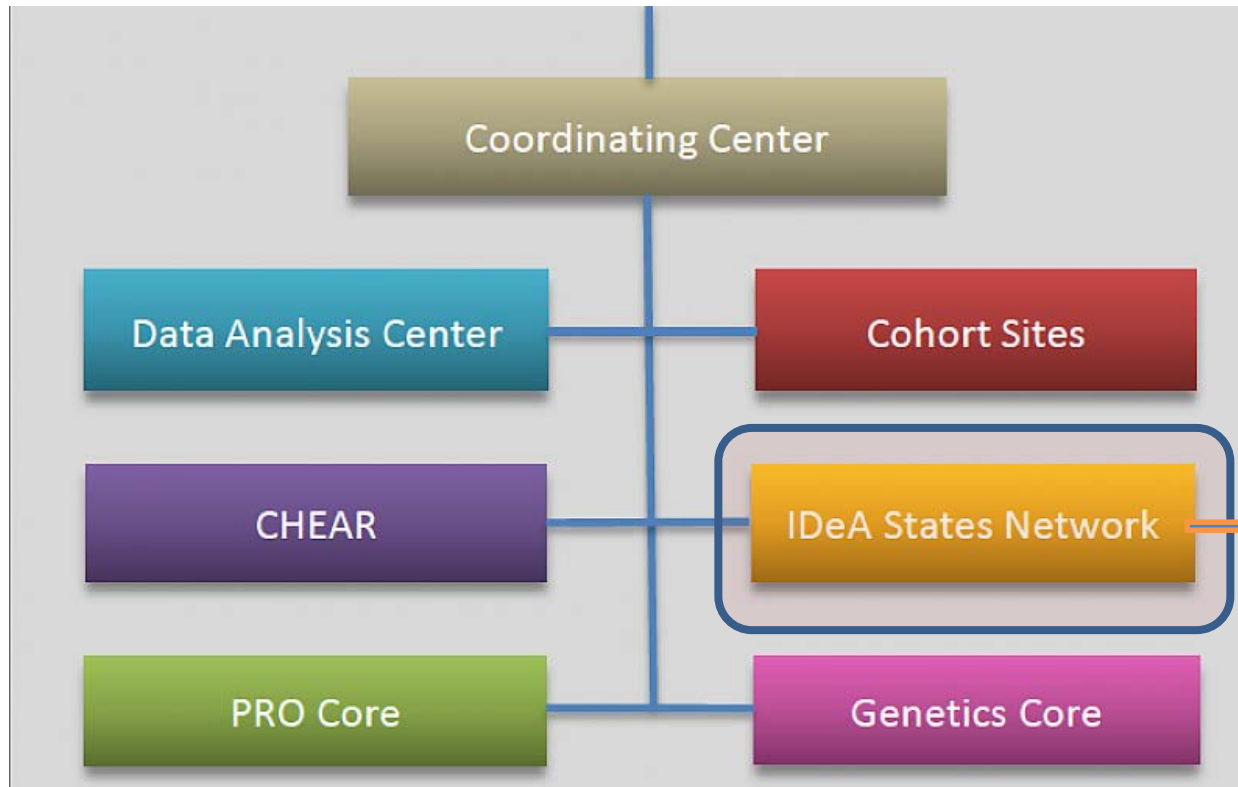 Coordinating Center
Data Analysis Center
Cohort Sites
CHEAR
IDeA States Network
PRO Core
Genetics Core